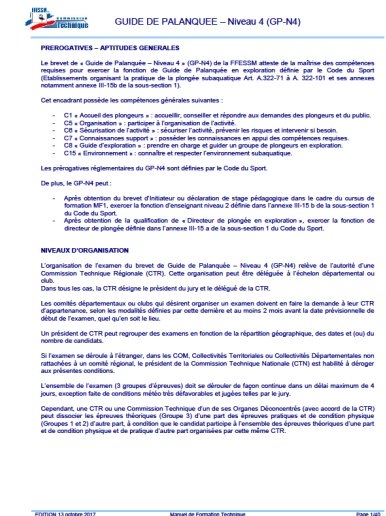 FFESSM
COMMISSION
Technique
GUIDE DE PALANQUEE – Niveau 4 (GP-N4)
PREROGATIVES – APTITUDES GENERALES
Le brevet de « Guide de Palanquée – Niveau 4 » (GP-N4) de la FFESSM atteste de la maîtrise des compétences
requises pour exercer la fonction de Guide de Palanquée en exploration définie par le Code du Sport
(Etablissements organisant la pratique de la plongée subaquatique Art. A.322-71 à A. 322-101 et ses annexes
notamment annexe III-15b de la sous-section 1).
Cet encadrant possède les compétences générales suivantes :
- C1 « Accueil des plongeurs » : accueillir, conseiller et répondre aux demandes des plongeurs et du public.
- C5 « Organisation » : participer à l'organisation de l'activité.
- C6 « Sécurisation de l'activité » : sécuriser l'activité, prévenir les risques et intervenir si besoin.
- C7 « Connaissances support » : posséder les connaissances en appui des compétences requises.
- C8 « Guide d'exploration » : prendre en charge et guider un groupe de plongeurs en exploration.
- C15 « Environnement » : connaître et respecter l'environnement subaquatique.
Les prérogatives réglementaires du GP-N4 sont définies par le Code du Sport.
De plus, le GP-N4 peut :
- Après obtention du brevet d'Initiateur ou déclaration de stage pédagogique dans le cadre du cursus de
formation MF1, exercer la fonction d'enseignant niveau 2 définie dans l'annexe III-15 b de la sous-section 1
du Code du Sport.
- Après obtention de la qualification de « Directeur de plongée en exploration », exercer la fonction de
directeur de plongée définie dans l'annexe III-15 a de la sous-section 1 du Code du Sport.
NIVEAUX D'ORGANISATION
L'organisation de l'examen du brevet de Guide de Palanquée – Niveau 4 (GP-N4) relève de l'autorité d'une
Commission Technique Régionale (CTR). Cette organisation peut être déléguée à l'échelon départemental ou
club.
Dans tous les cas, la CTR désigne le président du jury et le délégué de la CTR.
Les comités départementaux ou clubs qui désirent organiser un examen doivent en faire la demande à leur CTR
d'appartenance, selon les modalités définies par cette dernière et au moins 2 mois avant la date prévisionnelle de
début de l'examen, quel qu'en soit le lieu.
Un président de CTR peut regrouper des examens en fonction de la répartition géographique, des dates et (ou) du
nombre de candidats.
Si l'examen se déroule à l'étranger, dans les COM, Collectivités Territoriales ou Collectivités Départementales non
rattachées à un comité régional, le président de la Commission Technique Nationale (CTN) est habilité à déroger
aux présentes conditions.
L'ensemble de l'examen (3 groupes d'épreuves) doit se dérouler de façon continue dans un délai maximum de 4
jours, exception faite de conditions météo très défavorables et jugées telles par le jury.
Cependant, une CTR ou une Commission Technique d'un de ses Organes Déconcentrés (avec accord de la CTR)
peut dissocier les épreuves théoriques (Groupe 3) d'une part des épreuves pratiques et de condition physique
(Groupes 1 et 2) d'autre part, à condition que le candidat participe à l'ensemble des épreuves théoriques d'une part
et de condition physique et de pratique d'autre part organisées par cette même CTR.
EDITION 13 octobre 2017 Manuel de Formation Technique Page 1/40